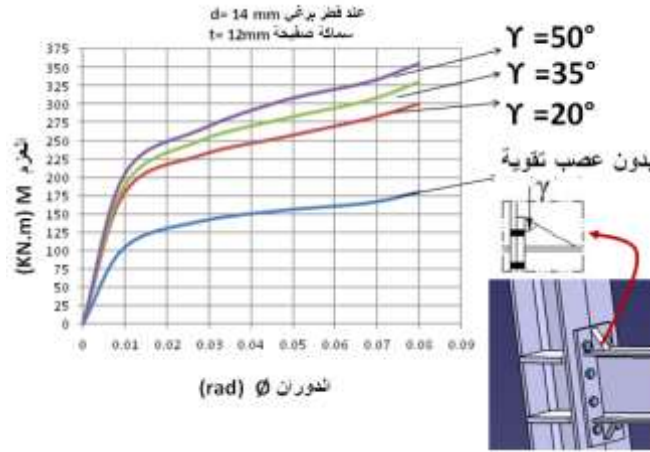 عند قطر برغي d= 14 mm
سماكة صفيحة t= 12mm
375
350
325
300
275
250
225
200
175
150
125
100
75
50
25
0
العزم M (KN.m)
0 0.01 0.02 0.03 0.04 0.05 0.06 0.07 0.08 0.09
الدوران Ø (rad)
ϒ =50°
ϒ =35°
ϒ =20°
بدون عصب تقوية
γ